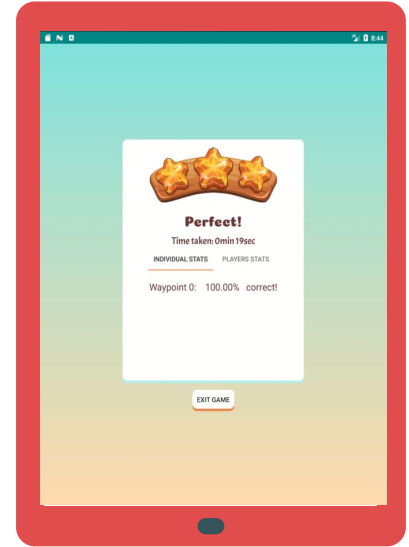 8:44
Perfect!
Time taken: 0min 19sec
INDIVIDUAL STATS PLAYERS STATS
Waypoint 0: 100.00% correct!
EXIT GAME